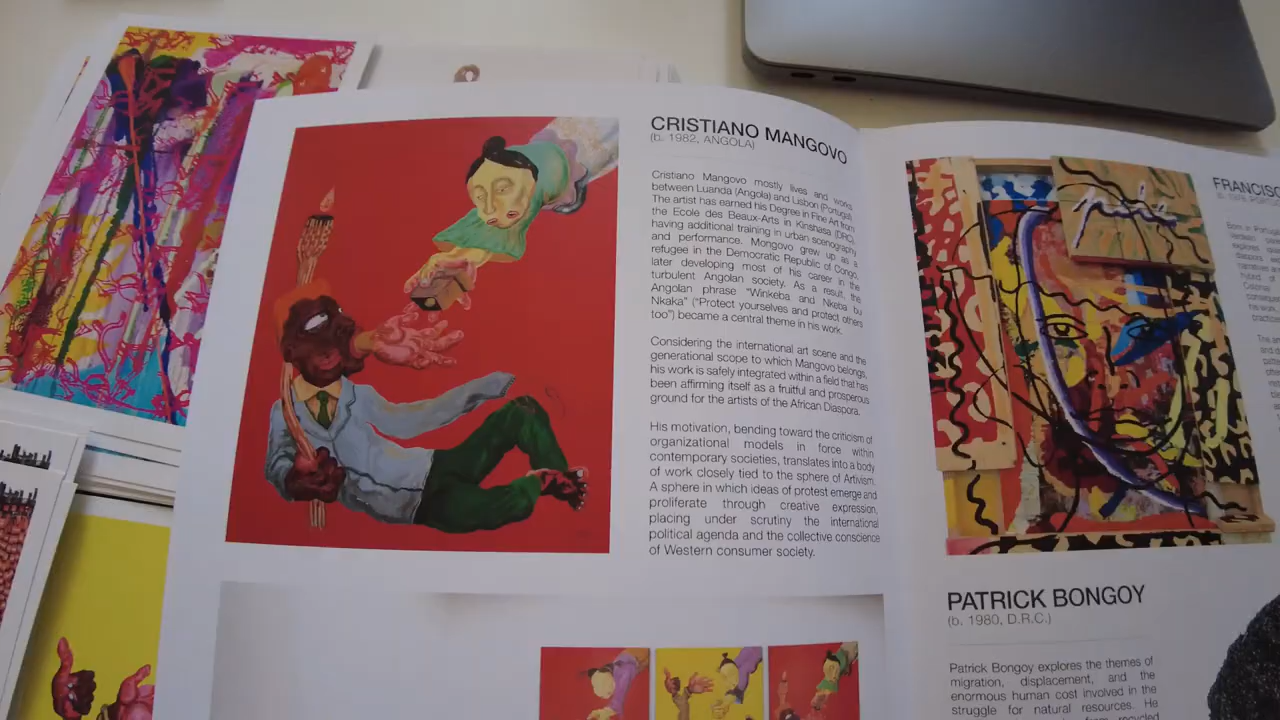 CRISTIANO MANGOVO
(b. 1982, ANGOLA)
Cristiano Mangovo mostly lives and works
between Luanda (Angola) and Lisbon (Portugal).
The artist has earned his Degree in Fine Art from
the Ecole des Beaux-Arts in Kinshasa (DRC),
having additional training in urban scenography
and performance. Mongovo grew up as a
refugee in the Democratic Republic of Congo,
later developing most of his career in the
turbulent Angolan society. As a result, the
Angolan phrase "Winkeba and Nkeba bu
Nkaka" ("Protect yourselves and protect others
too") became a central theme in his work.
Considering the international art scene and the
generational scope to which Mangovo belongs,
his work is safely integrated within a field that has
been affirming itself as a fruitful and prosperous
ground for the artists of the African Diaspora.
His motivation, bending toward the criticism of
organizational models in force within
contemporary societies, translates into a body
of work closely tied to the sphere of Artivism.
A sphere in which ideas of protest emerge and
proliferate through creative expression,
placing under scrutiny the international
political agenda and the collective conscience
of Western consumer society.
FRANCISC
Born in Portug
PATRICK BONGOY
(b. 1980, D.R.C.)
Patrick Bongoy explores the themes of
migration, displacement, and the
enormous human cost involved in the
struggle for natural resources. He
from recycled